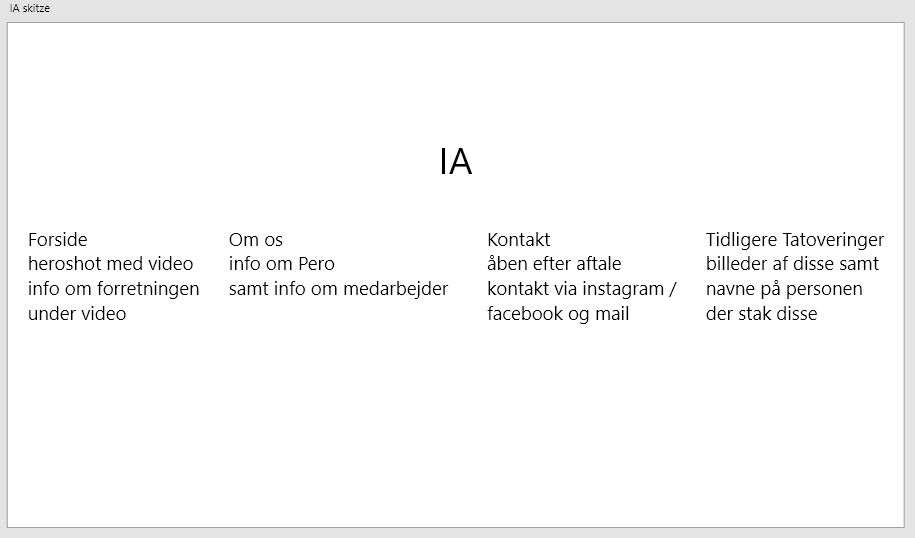 IA skitze
IA
Forside
heroshot med video
info om forretningen
under video
Om os
info om Pero
samt info om medarbejder
Kontakt
åben efter aftale
kontakt via instagram /
facebook og mail
Tidligere Tatoveringer
billeder af disse samt
navne på personen
der stak disse